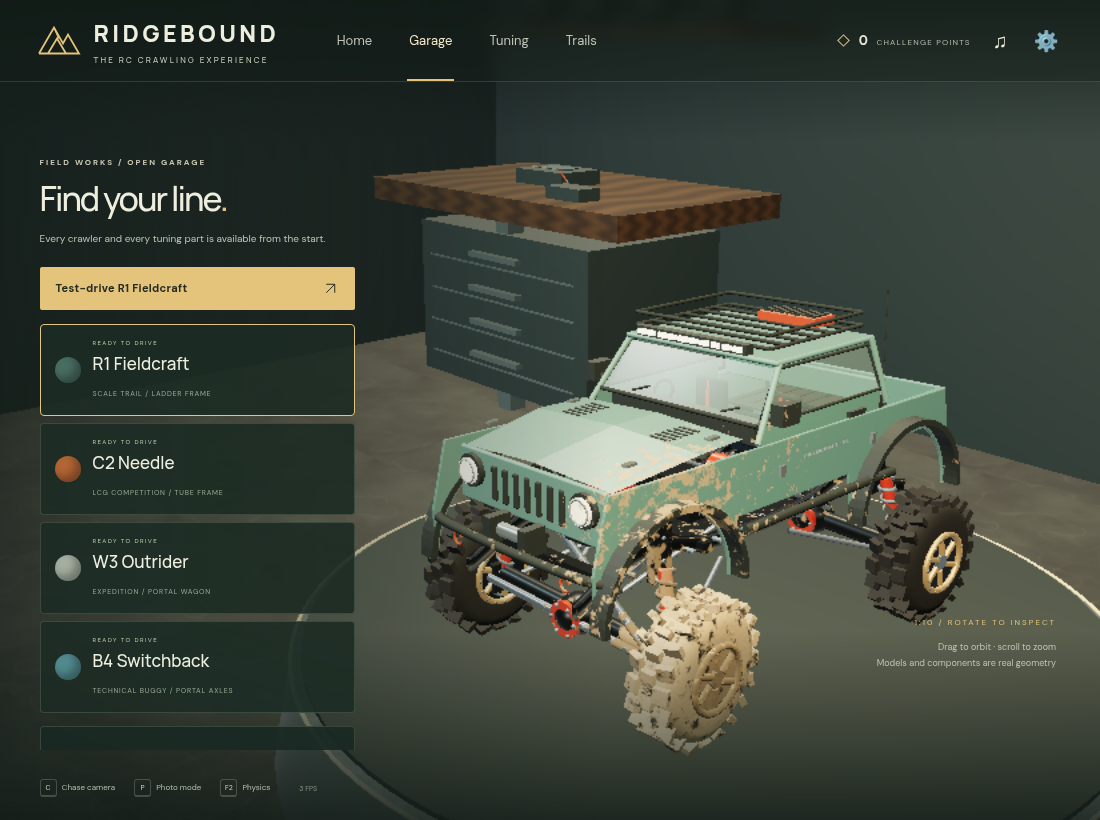 RIDGEBOUND
THE RC CRAWLING EXPERIENCE
Home
Garage
Tuning
Trails
0 CHALLENGE POINTS
FIELD WORKS / OPEN GARAGE
Find your line.
Every crawler and every tuning part is available from the start.
Test-drive R1 Fieldcraft
READY TO DRIVE
R1 Fieldcraft
SCALE TRAIL / LADDER FRAME
READY TO DRIVE
C2 Needle
LCG COMPETITION / TUBE FRAME
READY TO DRIVE
W3 Outrider
EXPEDITION / PORTAL WAGON
READY TO DRIVE
B4 Switchback
TECHNICAL BUGGY / PORTAL AXLES
1:10 / ROTATE TO INSPECT
Drag to orbit · scroll to zoom
Models and components are real geometry
C Chase camera
P Photo mode
F2 Physics
3 FPS